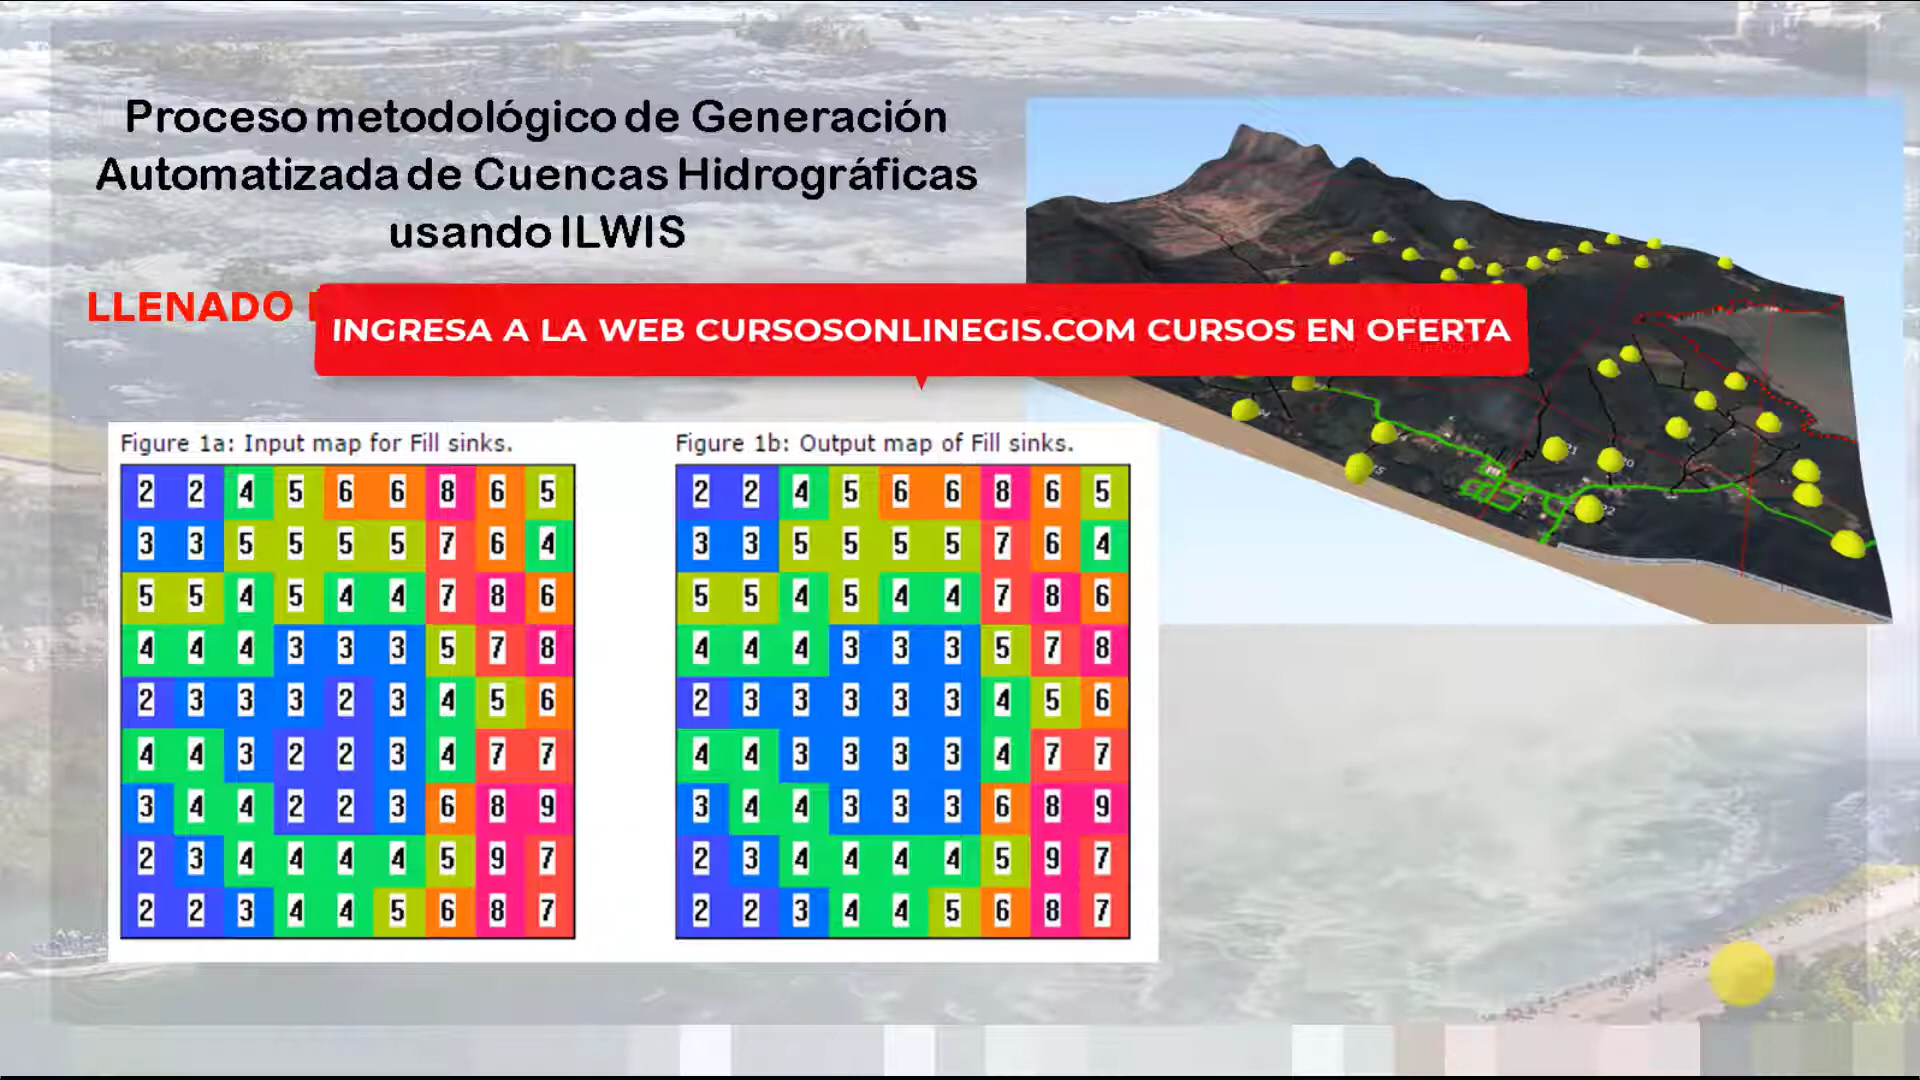 Proceso metodológico de Generación
Automatizada de Cuencas Hidrográficas
usando ILWIS
LLENADO
INGRESA A LA WEB CURSOSONLINEGIS.COM CURSOS EN OFERTA
Figure 1a: Input map for Fill sinks.
2 2 4 5 6 6 8 6 5
3 3 5 5 5 5 7 6 4
5 5 4 5 4 4 7 8 6
4 4 4 3 3 3 5 7 8
2 3 3 3 2 3 4 5 6
4 4 3 2 2 3 4 7 7
3 4 4 2 2 3 6 8 9
2 3 4 4 4 4 5 9 7
2 2 3 4 4 5 6 8 7
Figure 1b: Output map of Fill sinks.
2 2 4 5 6 6 8 6 5
3 3 5 5 5 5 7 6 4
5 5 4 5 4 4 7 8 6
4 4 4 3 3 3 5 7 8
2 3 3 3 3 3 4 5 6
4 4 3 3 3 3 4 7 7
3 4 4 3 3 3 6 8 9
2 3 4 4 4 4 5 9 7
2 2 3 4 4 5 6 8 7